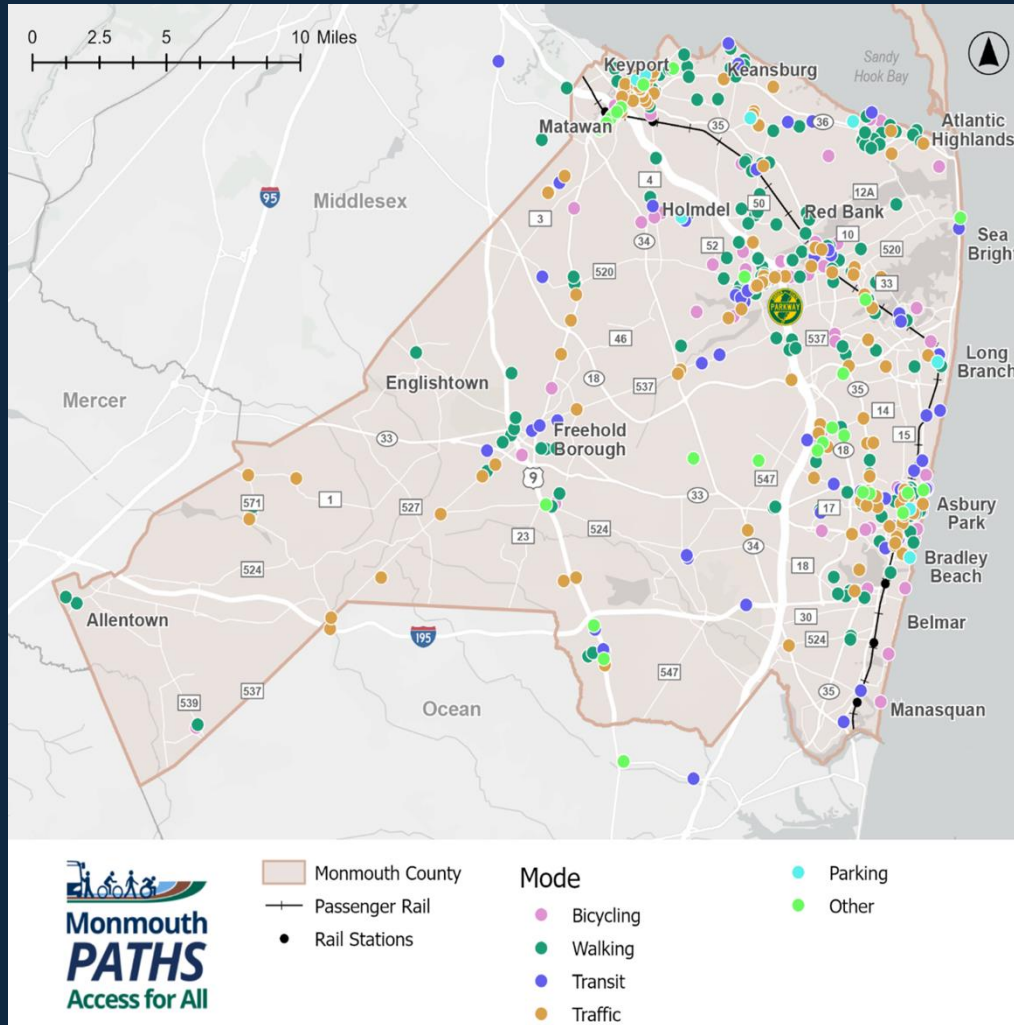 0 2.5 5 10 Miles
Keyport
Keansburg
Sandy
Hook Bay
Matawan
35
36
Atlantic
Highlands
95
Middlesex
4
12A
50
3
Holmdel
Red Bank
34
10
Sea
Bright
52
520
520
33
PARKWAY
46
537
Long
Branch
Englishtown
18
537
35
Mercer
14
33
Freehold
Borough
15
18
9
547
571
1
527
33
17
Asbury
Park
23
524
34
Bradley
Beach
524
18
Allentown
30
Belmar
195
524
547
537
539
35
Manasquan
Ocean
Monmouth
PATHS
Access for All
Monmouth County
Passenger Rail
Rail Stations
Mode
Bicycling
Walking
Transit
Traffic
Parking
Other